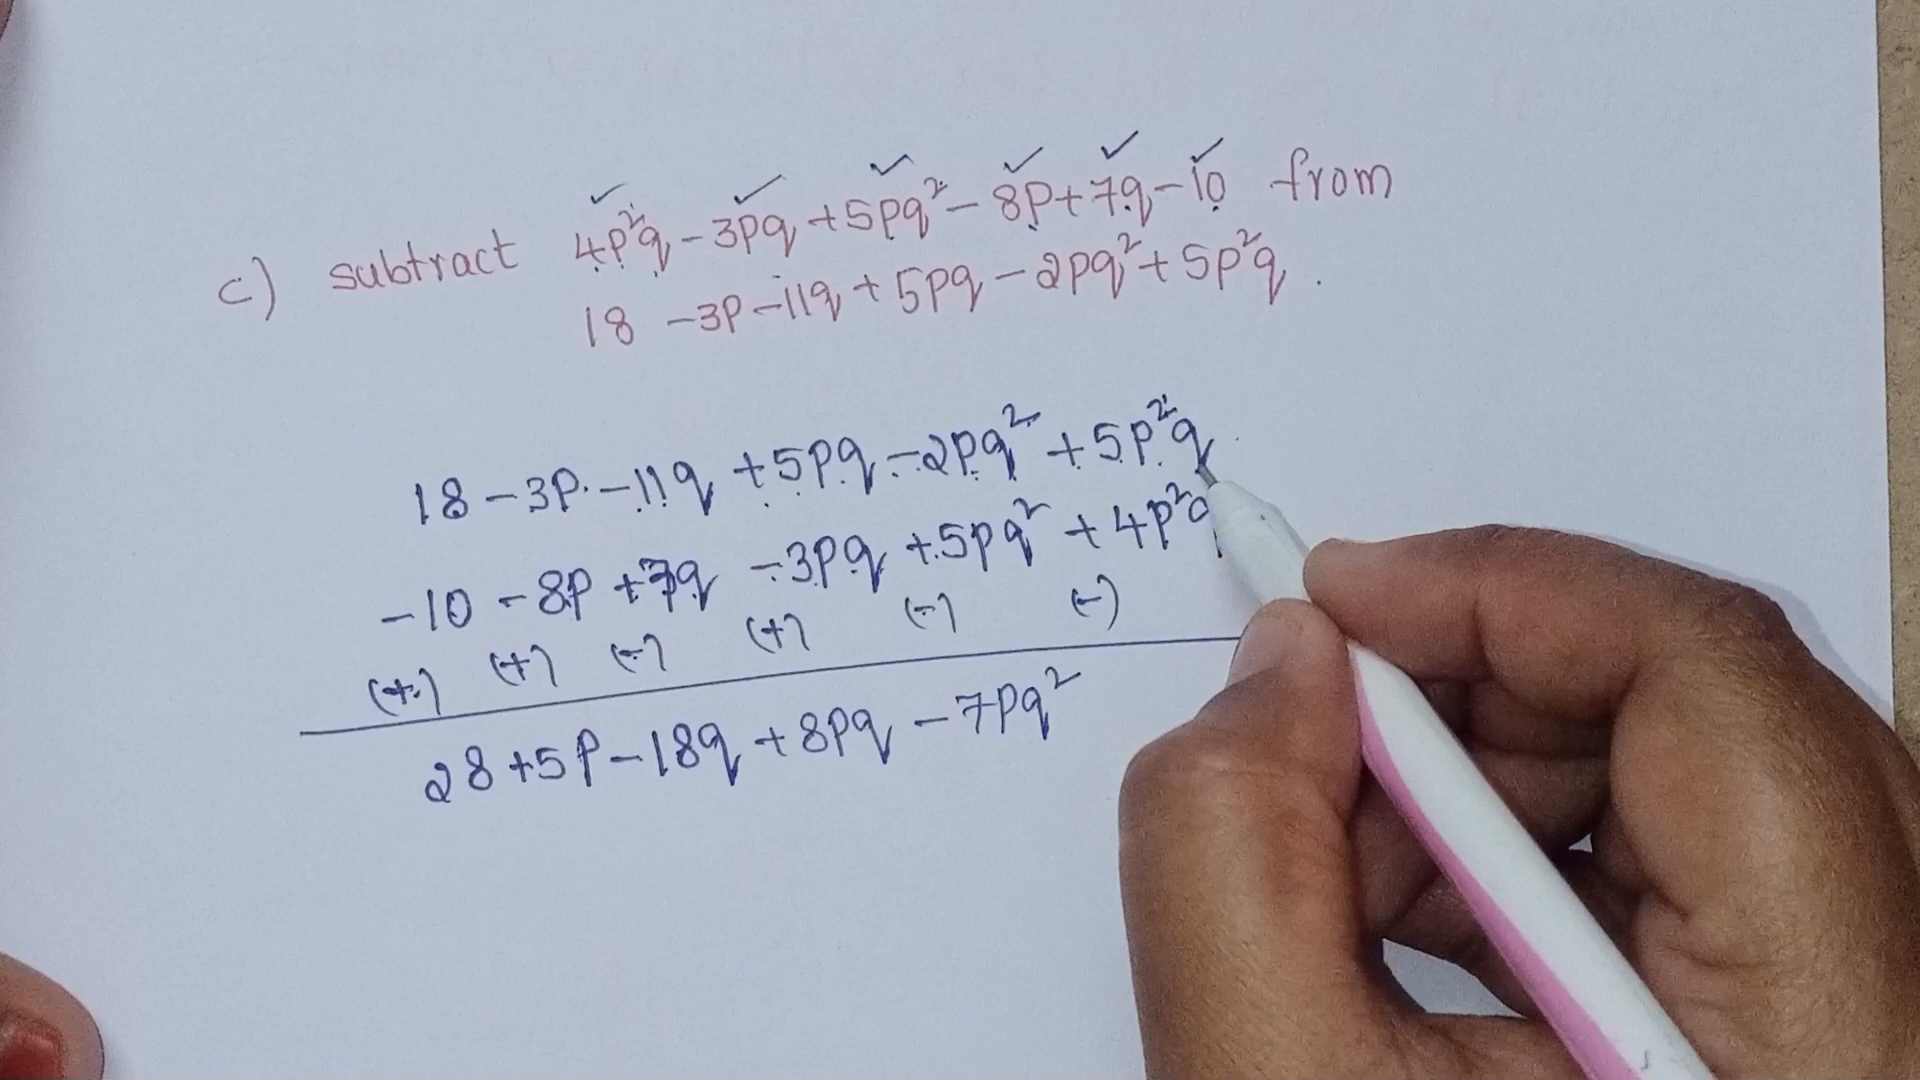 c) subtract 4p²q - 3pq + 5pq² - 8p + 7q - 10 from
18 - 3p - 11q + 5pq - 2pq² + 5p²q .
18 - 3p - 11q + 5pq - 2pq² + 5p²q
- 10 - 8p + 7q - 3pq + 5pq² + 4p²q
(+) (+) (-) (+) (-) (-)
28 + 5p - 18q + 8pq - 7pq²